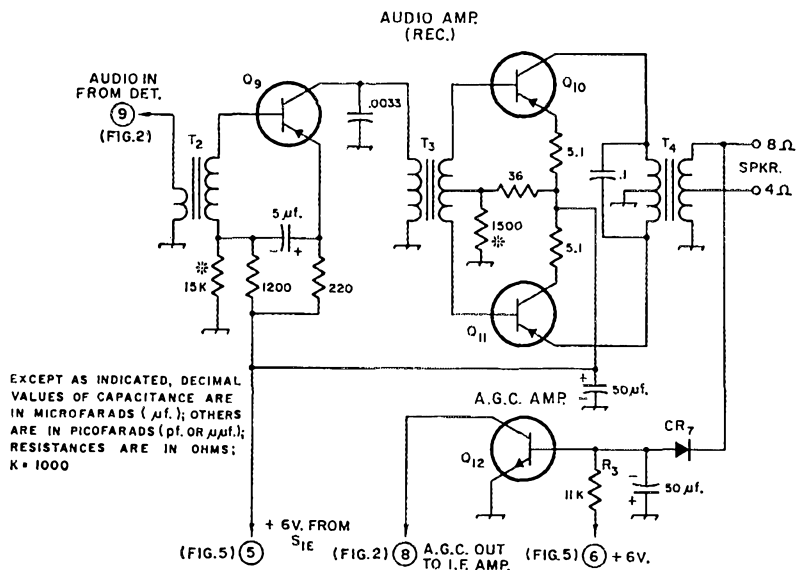 AUDIO AMP.
(REC.)
AUDIO IN
FROM DET.
9
(FIG.2)
Q9
.0033
Q10
T2
T3
T4
5.1
36
.1
8Ω
SPKR.
4Ω
5 µf.
- +
1500
※
5.1
※
15K
1200
220
Q11
EXCEPT AS INDICATED, DECIMAL
VALUES OF CAPACITANCE ARE
IN MICROFARADS ( µf.); OTHERS
ARE IN PICOFARADS ( pf. OR µµf.);
RESISTANCES ARE IN OHMS;
K = 1000
+
-
50 µf.
A.G.C. AMP.
Q12
CR7
R3
11K
-
+
50 µf.
+ 6V. FROM
S1E
(FIG.5) 5
(FIG.2) 8 A.G.C. OUT
TO I.F. AMP.
(FIG.5) 6 +6V.